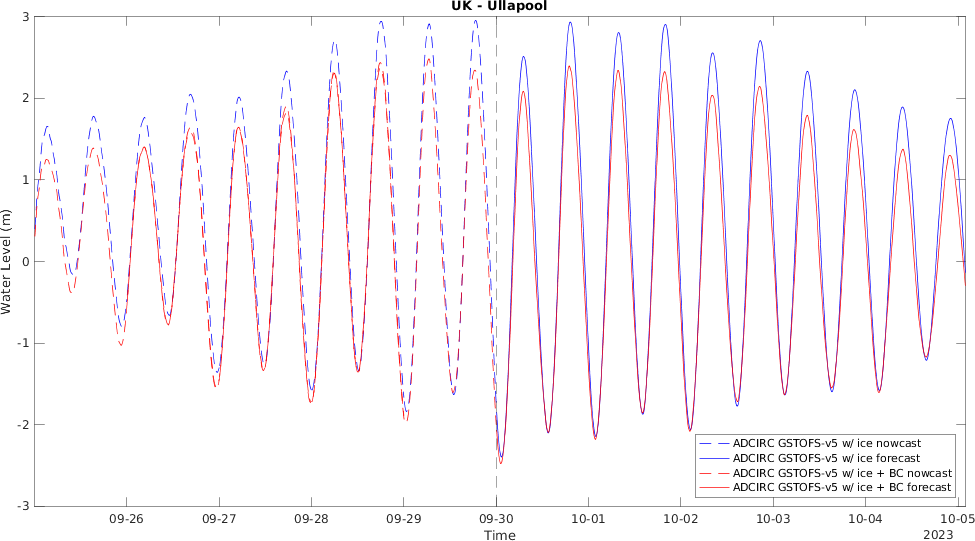 UK - Ullapool
3
2
1
0
-1
-2
-3
Water Level (m)
ADCIRC GSTOFS-v5 w/ ice nowcast
ADCIRC GSTOFS-v5 w/ ice forecast
ADCIRC GSTOFS-v5 w/ ice + BC nowcast
ADCIRC GSTOFS-v5 w/ ice + BC forecast
09-26 09-27 09-28 09-29 09-30 10-01 10-02 10-03 10-04 10-05
Time
2023